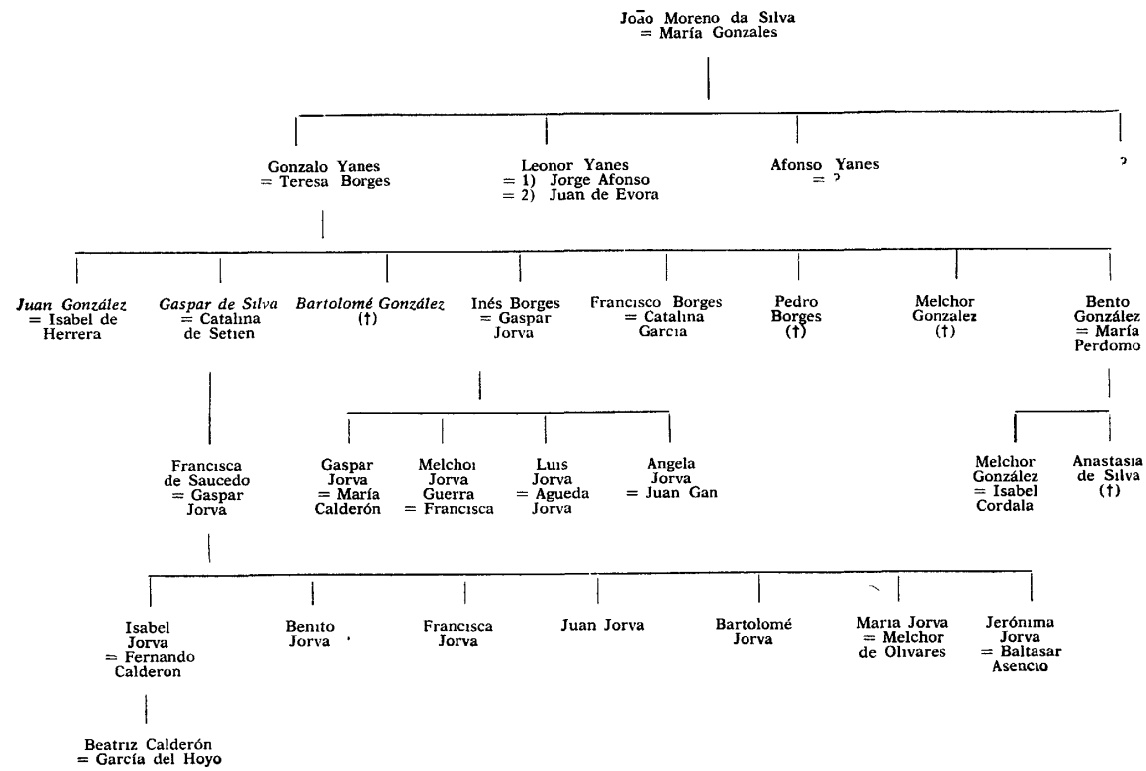 João Moreno da Silva
= María Gonzales
Gonzalo Yanes
= Teresa Borges
Leonor Yanes
= 1) Jorge Afonso
= 2) Juan de Evora
Afonso Yanes
= ?
?
Juan González
= Isabel de
Herrera
Gaspar de Silva
= Catalina
de Setien
Bartolomé González
(†)
Inés Borges
= Gaspar
Jorva
Francisco Borges
= Catalina
Garcia
Pedro
Borges
(†)
Melchor
Gonzalez
(†)
Bento
González
= María
Perdomo
Francisca
de Saucedo
= Gaspar
Jorva
Gaspar
Jorva
= María
Calderón
Melchor
Jorva
Guerra
= Francisca
Luis
Jorva
= Agueda
Jorva
Angela
Jorva
= Juan Gan
Melchor
González
= Isabel
Cordala
Anastasia
de Silva
(†)
Isabel
Jorva
= Fernando
Calderon
Benito
Jorva
Francisca
Jorva
Juan Jorva
Bartolomé
Jorva
Maria Jorva
= Melchor
de Olivares
Jerónima
Jorva
= Baltasar
Asencio
Beatriz Calderón
= García del Hoyo